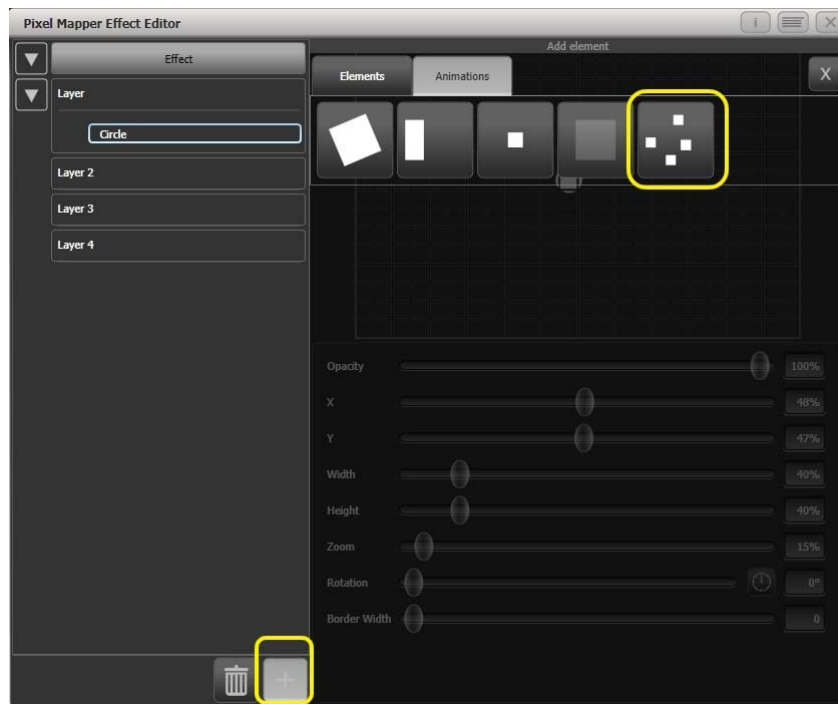 Pixel Mapper Effect Editor
i
X
Effect
Add element
Elements
Animations
X
Layer
Circle
Layer 2
Layer 3
Layer 4
Opacity 100%
X 48%
Y 47%
Width 40%
Height 40%
Zoom 15%
Rotation 0°
Border Width 0
+